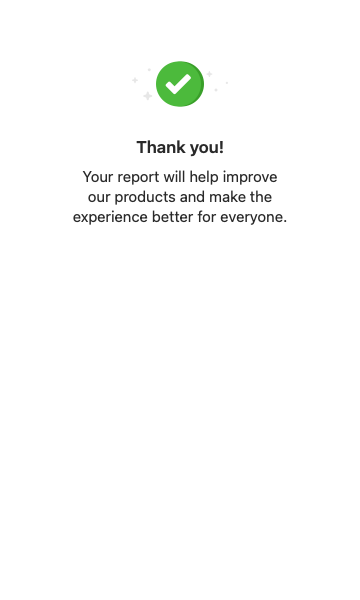 Thank you!
Your report will help improve
our products and make the
experience better for everyone.